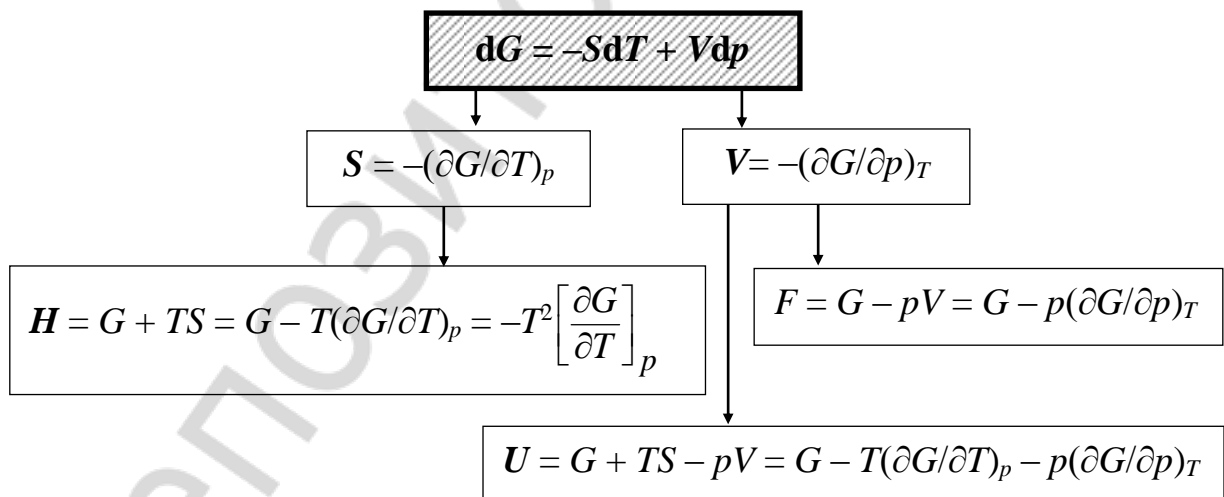 dG = –SdT + Vdp
S = –(∂G/∂T)p
V= –(∂G/∂p)T
H = G + TS = G – T(∂G/∂T)p = –T²[∂G/∂T]p
F = G – pV = G – p(∂G/∂p)T
U = G + TS – pV = G – T(∂G/∂T)p – p(∂G/∂p)T